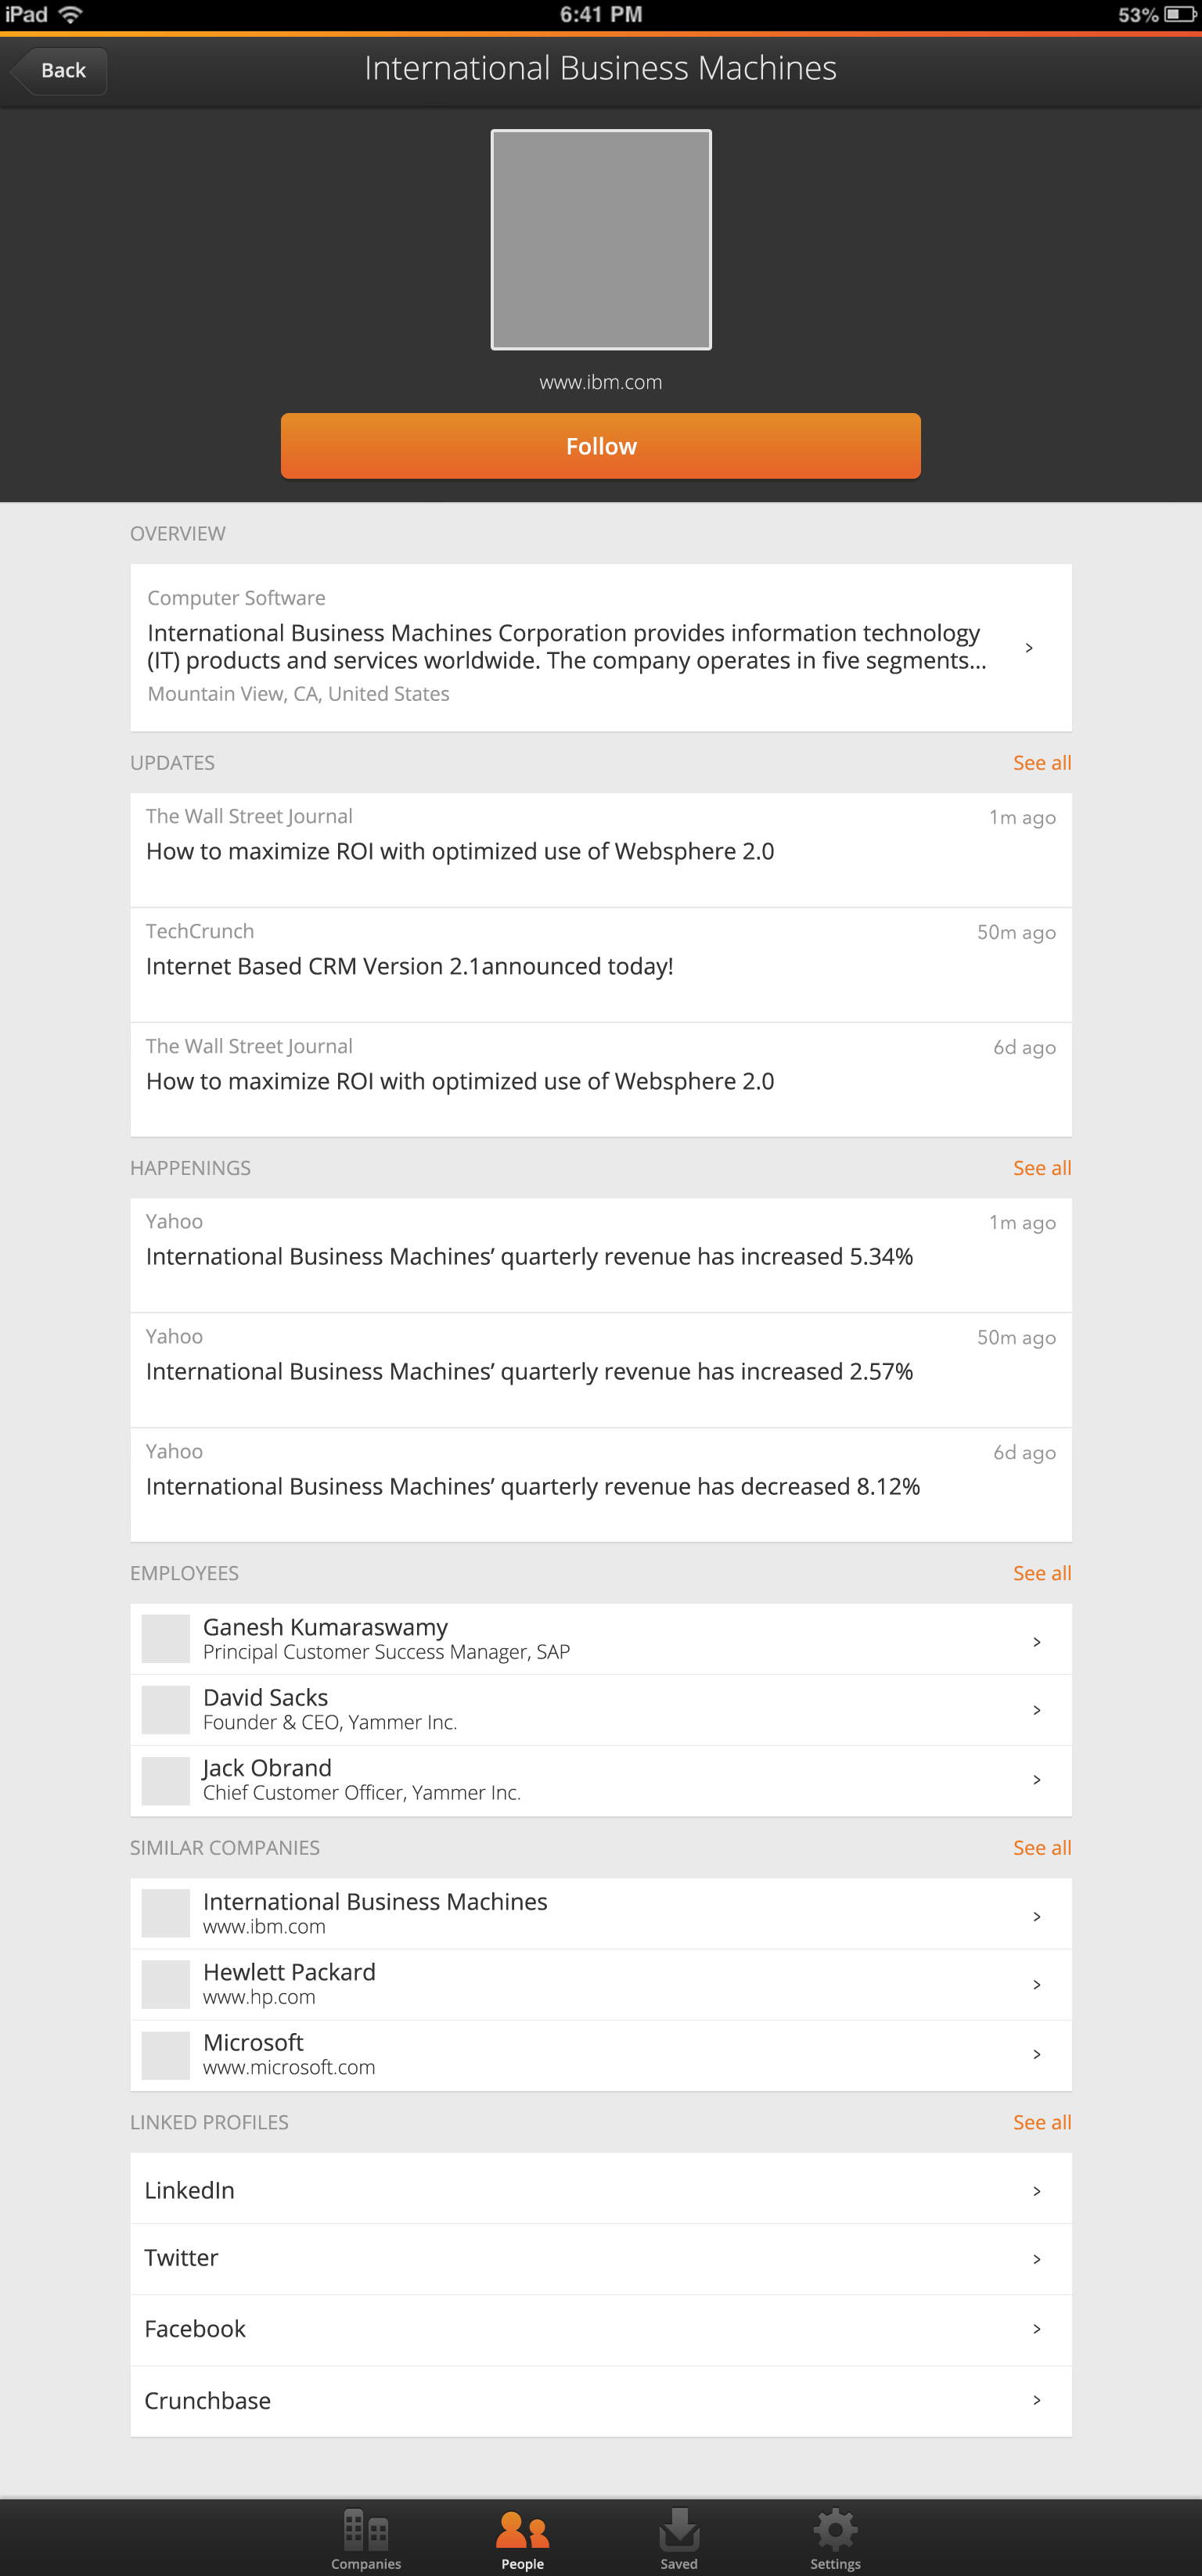 iPad 6:41 PM 53%
Back International Business Machines
www.ibm.com
Follow
OVERVIEW
Computer Software
International Business Machines Corporation provides information technology
(IT) products and services worldwide. The company operates in five segments...
Mountain View, CA, United States
UPDATES See all
The Wall Street Journal 1m ago
How to maximize ROI with optimized use of Websphere 2.0
TechCrunch 50m ago
Internet Based CRM Version 2.1announced today!
The Wall Street Journal 6d ago
How to maximize ROI with optimized use of Websphere 2.0
HAPPENINGS See all
Yahoo 1m ago
International Business Machines’ quarterly revenue has increased 5.34%
Yahoo 50m ago
International Business Machines’ quarterly revenue has increased 2.57%
Yahoo 6d ago
International Business Machines’ quarterly revenue has decreased 8.12%
EMPLOYEES See all
Ganesh Kumaraswamy
Principal Customer Success Manager, SAP
David Sacks
Founder & CEO, Yammer Inc.
Jack Obrand
Chief Customer Officer, Yammer Inc.
SIMILAR COMPANIES See all
International Business Machines
www.ibm.com
Hewlett Packard
www.hp.com
Microsoft
www.microsoft.com
LINKED PROFILES See all
LinkedIn
Twitter
Facebook
Crunchbase
Companies People Saved Settings